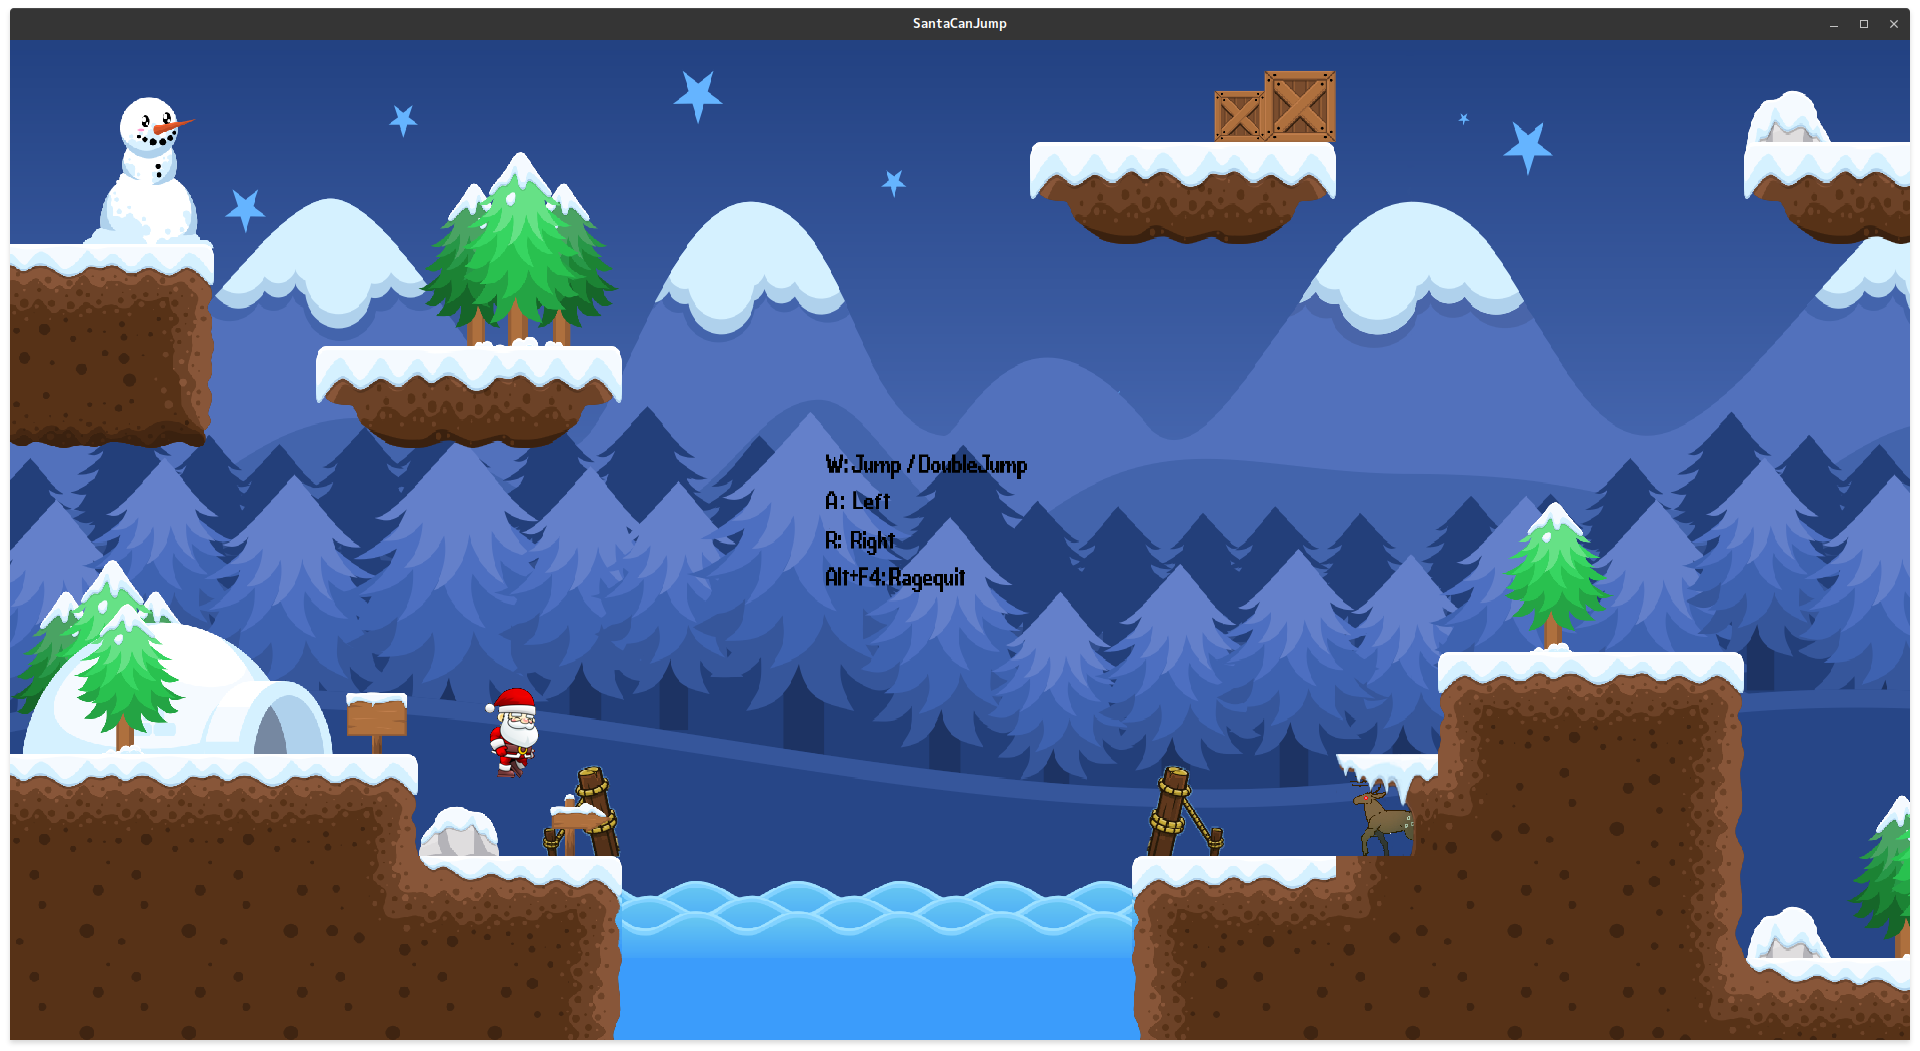 SantaCanJump
W: Jump / DoubleJump
A: Left
R: Right
Alt+F4: Ragequit